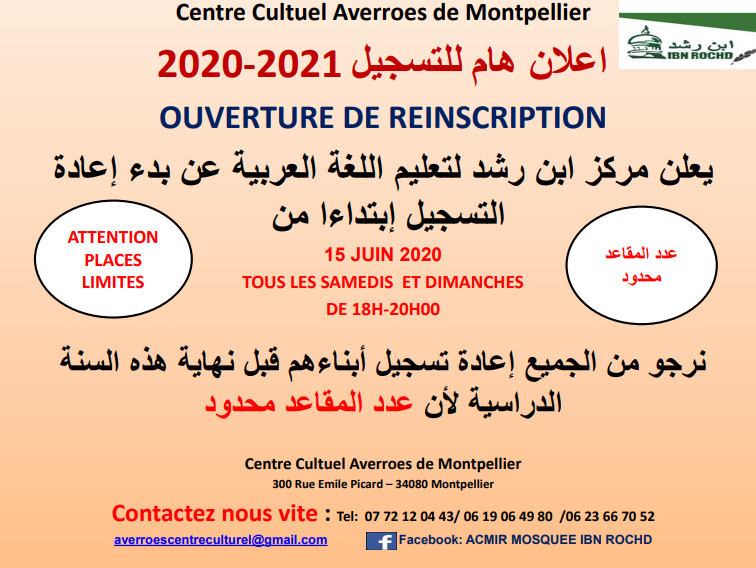 Centre Cultuel Averroes de Montpellier
ابن رشد
IBN ROCHD
اعلان هام للتسجيل 2021-2020
OUVERTURE DE REINSCRIPTION
يعلن مركز ابن رشد لتعليم اللغة العربية عن بدء إعادة
التسجيل إبتداءا من
ATTENTION
PLACES
LIMITES
15 JUIN 2020
TOUS LES SAMEDIS ET DIMANCHES
DE 18H-20H00
عدد المقاعد
محدود
نرجو من الجميع إعادة تسجيل أبناءهم قبل نهاية هذه السنة
الدراسية لأن عدد المقاعد محدود
Centre Cultuel Averroes de Montpellier
300 Rue Emile Picard – 34080 Montpellier
Contactez nous vite : Tel: 07 72 12 04 43/ 06 19 06 49 80 /06 23 66 70 52
averroescentreculturel@gmail.com f Facebook: ACMIR MOSQUEE IBN ROCHD